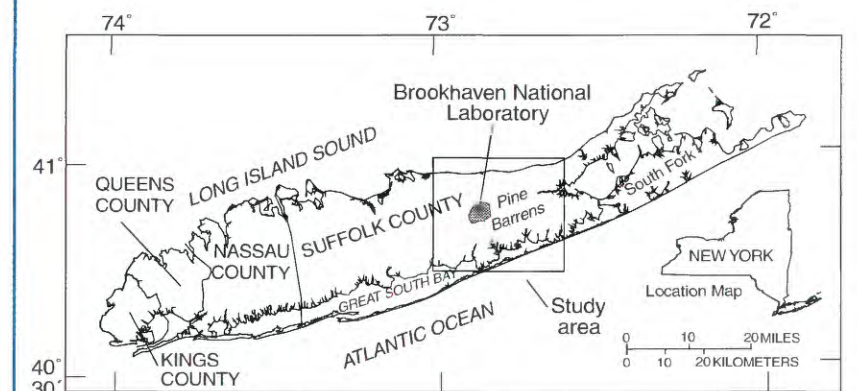 74°
73°
72°
Brookhaven National
Laboratory
41°
LONG ISLAND SOUND
QUEENS
COUNTY
South Fork
Pine
Barrens
SUFFOLK COUNTY
NASSAU
COUNTY
NEW YORK
GREAT SOUTH BAY
Location Map
Study
area
ATLANTIC OCEAN
0 10 20 MILES
0 10 20 KILOMETERS
KINGS
COUNTY
40°
30'